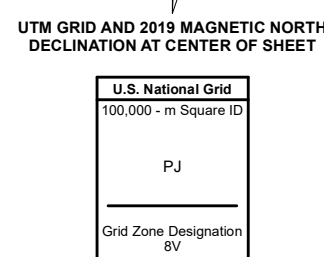 UTM GRID AND 2019 MAGNETIC NORTH
DECLINATION AT CENTER OF SHEET
U.S. National Grid
100,000 - m Square ID
PJ
Grid Zone Designation
8V